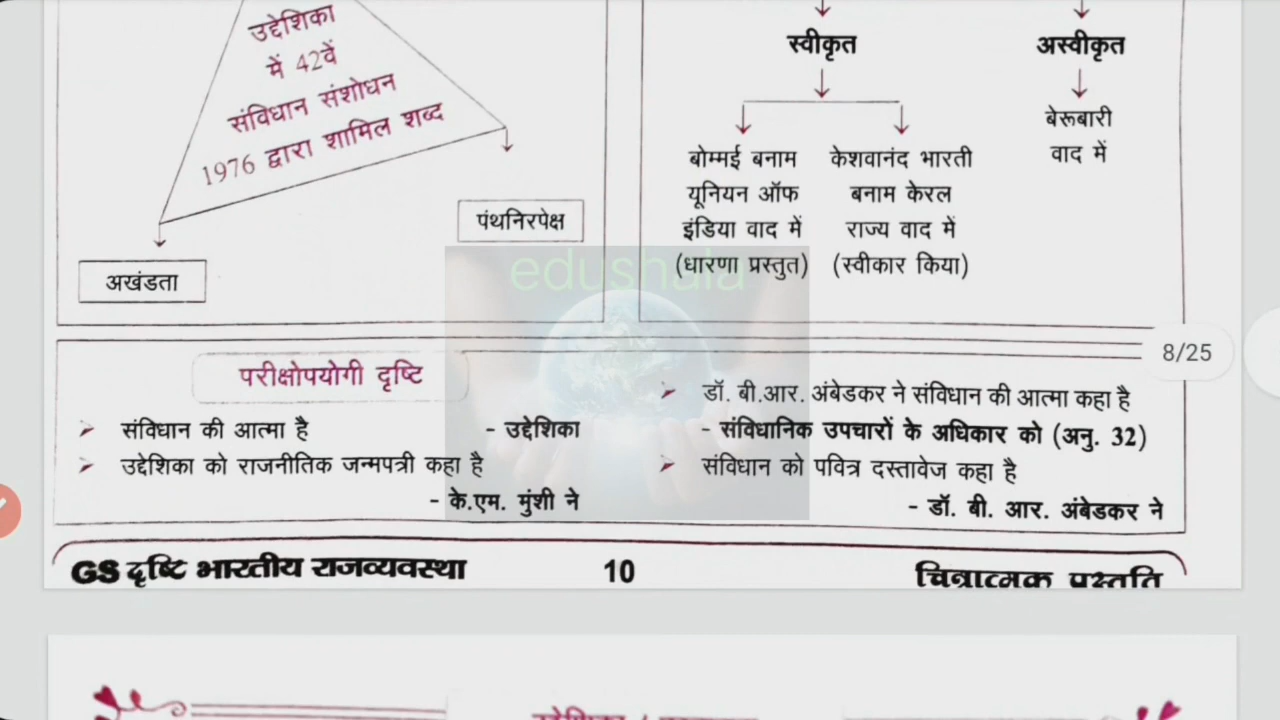 उद्देशिका
में 42वें
संविधान संशोधन
1976 द्वारा शामिल शब्द
पंथनिरपेक्ष
अखंडता
स्वीकृत
अस्वीकृत
बोम्मई बनाम
यूनियन ऑफ
इंडिया वाद में
(धारणा प्रस्तुत)
केशवानंद भारती
बनाम केरल
राज्य वाद में
(स्वीकार किया)
बेरूबारी
वाद में
edushala
8/25
परीक्षोपयोगी दृष्टि
संविधान की आत्मा है - उद्देशिका
उद्देशिका को राजनीतिक जन्मपत्री कहा है
- के.एम. मुंशी ने
डॉ. बी.आर. अंबेडकर ने संविधान की आत्मा कहा है
- संविधानिक उपचारों के अधिकार को (अनु. 32)
संविधान को पवित्र दस्तावेज कहा है
- डॉ. बी. आर. अंबेडकर ने
GS दृष्टि भारतीय राजव्यवस्था 10 चित्रात्मक प्रस्तुति